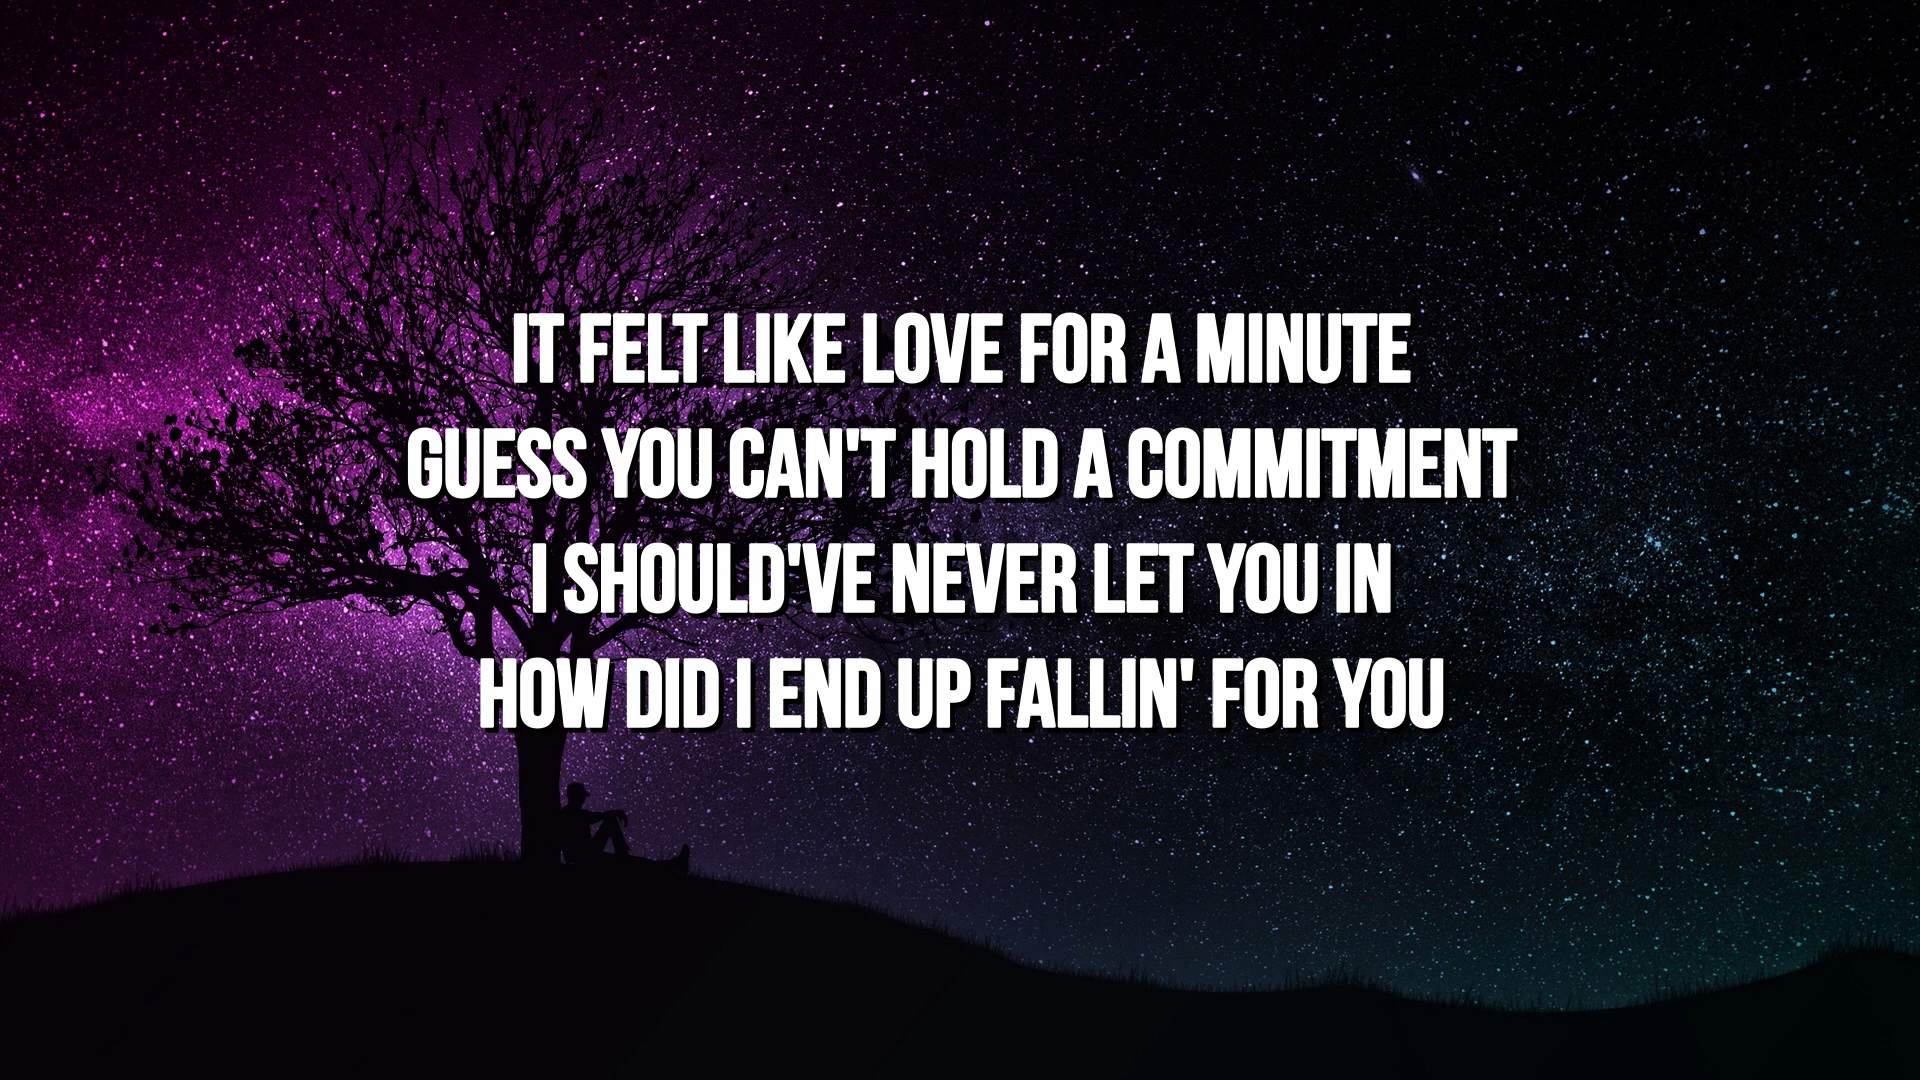 IT FELT LIKE LOVE FOR A MINUTE
GUESS YOU CAN'T HOLD A COMMITMENT
I SHOULD'VE NEVER LET YOU IN
HOW DID I END UP FALLIN' FOR YOU